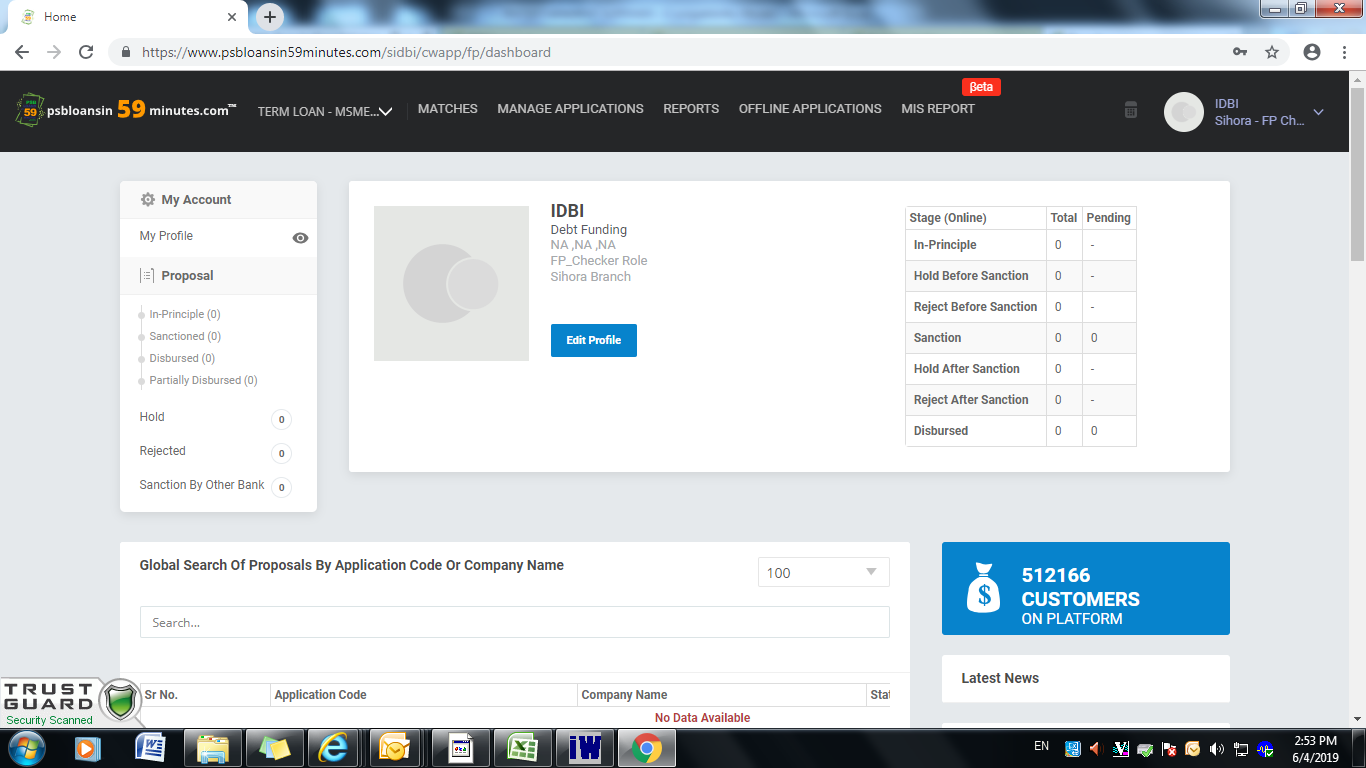 Home
https://www.psbloansin59minutes.com/sidbi/cwapp/fp/dashboard
psbloansin 59 minutes.com™
TERM LOAN - MSME...
MATCHES
MANAGE APPLICATIONS
REPORTS
OFFLINE APPLICATIONS
MIS REPORT
βeta
IDBI
Sihora - FP Ch...
My Account
My Profile
Proposal
In-Principle (0)
Sanctioned (0)
Disbursed (0)
Partially Disbursed (0)
Hold 0
Rejected 0
Sanction By Other Bank 0
IDBI
Debt Funding
NA ,NA ,NA
FP_Checker Role
Sihora Branch
Edit Profile
Stage (Online) Total Pending
In-Principle 0 -
Hold Before Sanction 0 -
Reject Before Sanction 0 -
Sanction 0 0
Hold After Sanction 0 -
Reject After Sanction 0 -
Disbursed 0 0
Global Search Of Proposals By Application Code Or Company Name
100
Search...
Sr No. Application Code Company Name Stat
No Data Available
512166
CUSTOMERS
ON PLATFORM
Latest News
TRUST
GUARD
Security Scanned
EN
2:53 PM
6/4/2019